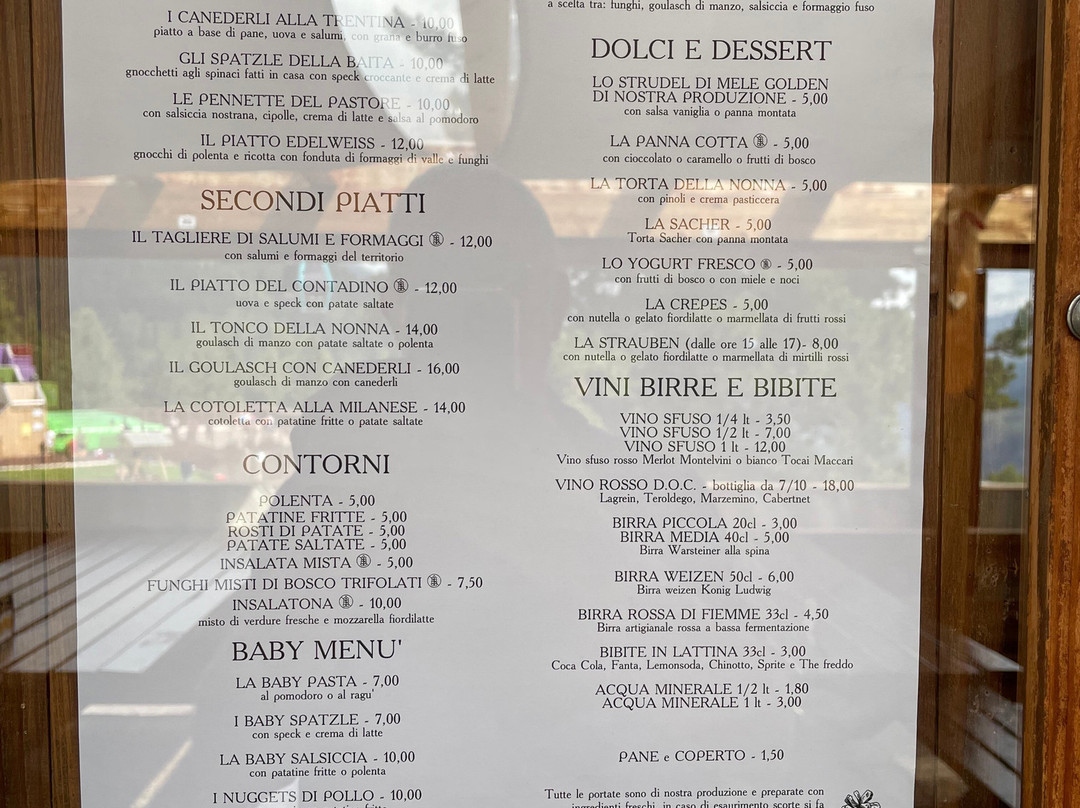 I CANEDERLI ALLA TRENTINA - 10,00
piatto a base di pane, uova e salumi, con grana e burro fuso
GLI SPATZLE DELLA BAITA - 10,00
gnocchetti agli spinaci fatti in casa con speck croccante e crema di latte
LE PENNETTE DEL PASTORE - 10,00
con salsiccia nostrana, cipolle, crema di latte e salsa al pomodoro
IL PIATTO EDELWEISS - 12,00
gnocchi di polenta e ricotta con fonduta di formaggi di valle e funghi
SECONDI PIATTI
IL TAGLIERE DI SALUMI E FORMAGGI - 12,00
con salumi e formaggi del territorio
IL PIATTO DEL CONTADINO - 12,00
uova e speck con patate saltate
IL TONCO DELLA NONNA - 14,00
goulasch di manzo con patate saltate o polenta
IL GOULASCH CON CANEDERLI - 16,00
goulasch di manzo con canederli
LA COTOLETTA ALLA MILANESE - 14,00
cotoletta con patatine fritte o patate saltate
CONTORNI
POLENTA - 5,00
PATATINE FRITTE - 5,00
ROSTI DI PATATE - 5,00
PATATE SALTATE - 5,00
INSALATA MISTA - 5,00
FUNGHI MISTI DI BOSCO TRIFOLATI - 7,50
INSALATONA - 10,00
misto di verdure fresche e mozzarella fiordilatte
BABY MENU'
LA BABY PASTA - 7,00
al pomodoro o al ragu'
I BABY SPATZLE - 7,00
con speck e crema di latte
LA BABY SALSICCIA - 10,00
con patatine fritte o polenta
I NUGGETS DI POLLO - 10,00
a scelta tra: funghi, goulasch di manzo, salsiccia e formaggio fuso
DOLCI E DESSERT
LO STRUDEL DI MELE GOLDEN
DI NOSTRA PRODUZIONE - 5,00
con salsa vaniglia o panna montata
LA PANNA COTTA - 5,00
con cioccolato o caramello o frutti di bosco
LA TORTA DELLA NONNA - 5,00
con pinoli e crema pasticcera
LA SACHER - 5,00
Torta Sacher con panna montata
LO YOGURT FRESCO - 5,00
con frutti di bosco o con miele e noci
LA CREPES - 5,00
con nutella o gelato fiordilatte o marmellata di frutti rossi
LA STRAUBEN (dalle ore 15 alle 17)- 8,00
con nutella o gelato fiordilatte o marmellata di mirtilli rossi
VINI BIRRE E BIBITE
VINO SFUSO 1/4 lt - 3,50
VINO SFUSO 1/2 lt - 7,00
VINO SFUSO 1 lt - 12,00
Vino sfuso rosso Merlot Montelvini o bianco Tocai Maccari
VINO ROSSO D.O.C. - bottiglia da 7/10 - 18,00
Lagrein, Teroldego, Marzemino, Cabertnet
BIRRA PICCOLA 20cl - 3,00
BIRRA MEDIA 40cl - 5,00
Birra Warsteiner alla spina
BIRRA WEIZEN 50cl - 6,00
Birra weizen Konig Ludwig
BIRRA ROSSA DI FIEMME 33cl - 4,50
Birra artigianale rossa a bassa fermentazione
BIBITE IN LATTINA 33cl - 3,00
Coca Cola, Fanta, Lemonsoda, Chinotto, Sprite e The freddo
ACQUA MINERALE 1/2 lt - 1,80
ACQUA MINERALE 1 lt - 3,00
PANE e COPERTO - 1,50
Tutte le portate sono di nostra produzione e preparate con
ingredienti freschi, in caso di esaurimento scorte si fa